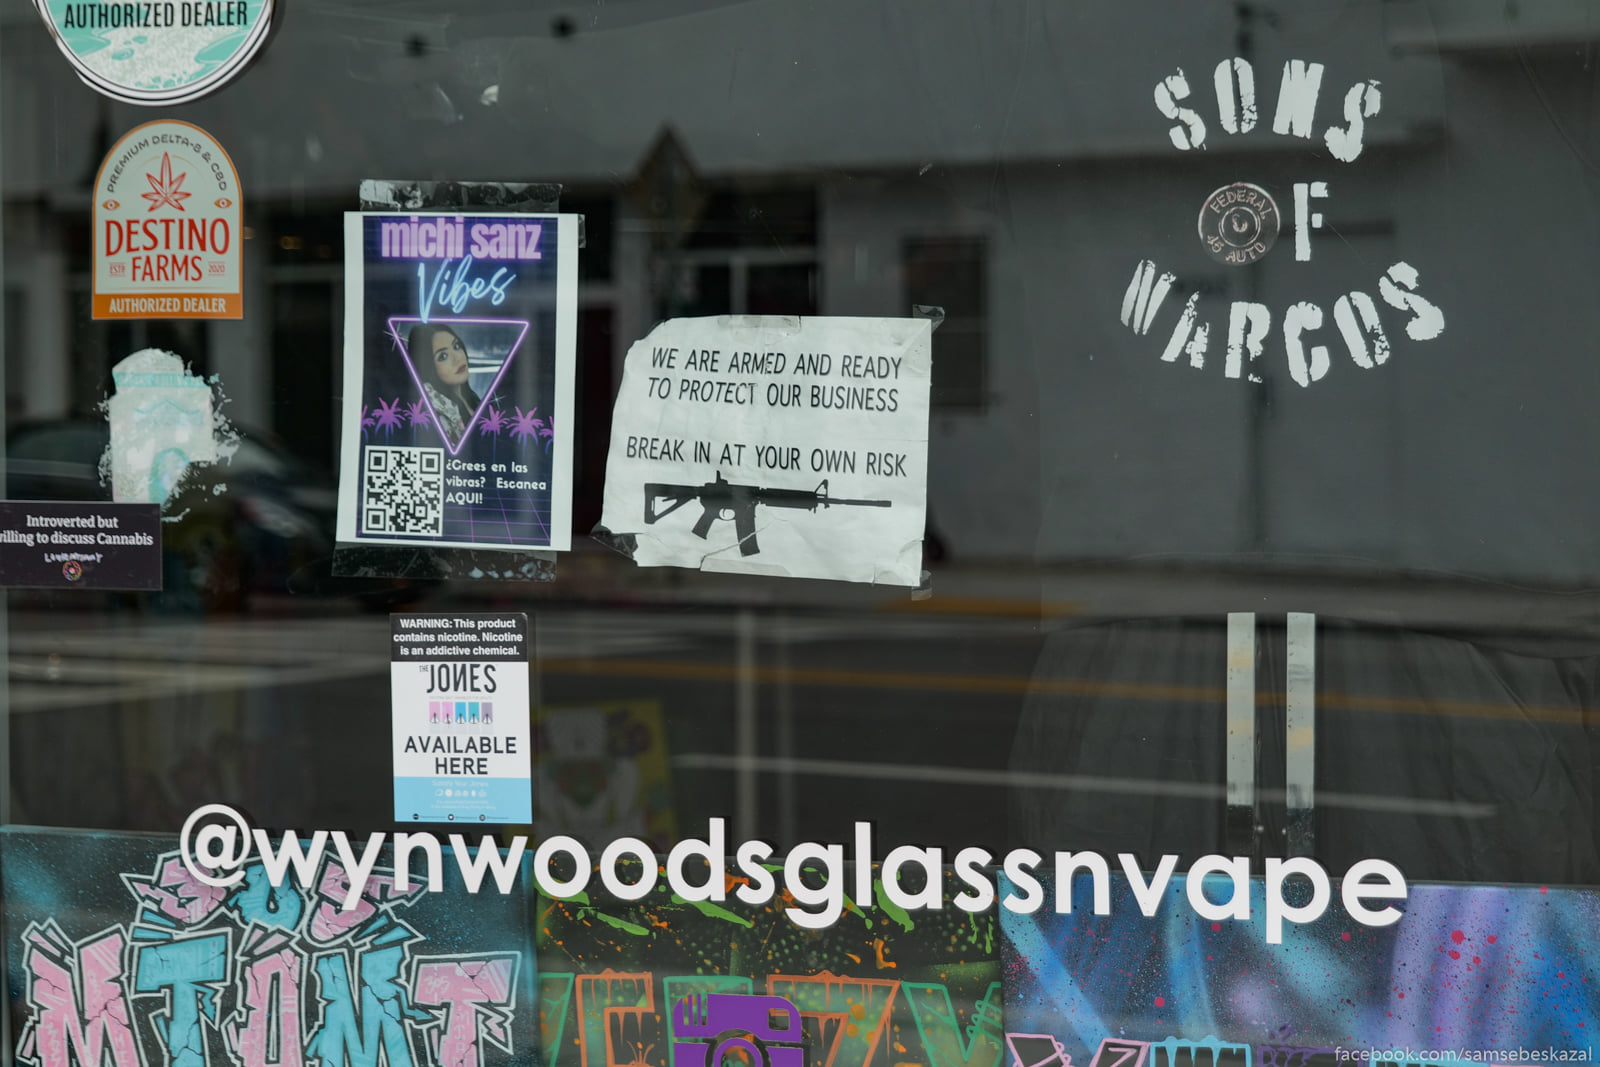 AUTHORIZED DEALER
PREMIUM DELTA-8 & CBD
DESTINO
FARMS
ESTD 2020
AUTHORIZED DEALER
Introverted but
willing to discuss Cannabis
michi sanz
Vibes
¿Crees en las
vibras? Escanea
AQUI!
WE ARE ARMED AND READY
TO PROTECT OUR BUSINESS
BREAK IN AT YOUR OWN RISK
SONS
OF
NARCOS
FEDERAL
45 AUTO
WARNING: This product
contains nicotine. Nicotine
is an addictive chemical.
THE
JONES
AVAILABLE
HERE
@wynwoodsglassnvape
305
MIAMI
facebook.com/samsebeskazal